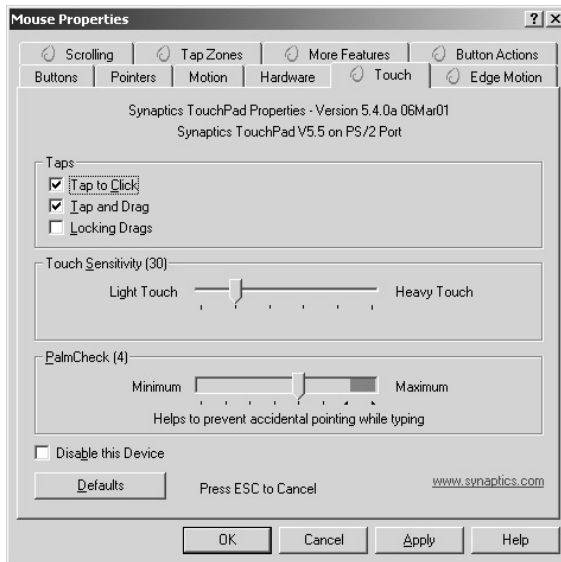 Mouse Properties
Scrolling Tap Zones More Features Button Actions
Buttons Pointers Motion Hardware Touch Edge Motion
Synaptics TouchPad Properties - Version 5.4.0a 06Mar01
Synaptics TouchPad V5.5 on PS/2 Port
Taps
Tap to Click
Tap and Drag
Locking Drags
Touch Sensitivity (30)
Light Touch Heavy Touch
PalmCheck (4)
Minimum Maximum
Helps to prevent accidental pointing while typing
Disable this Device
Defaults Press ESC to Cancel www.synaptics.com
OK Cancel Apply Help